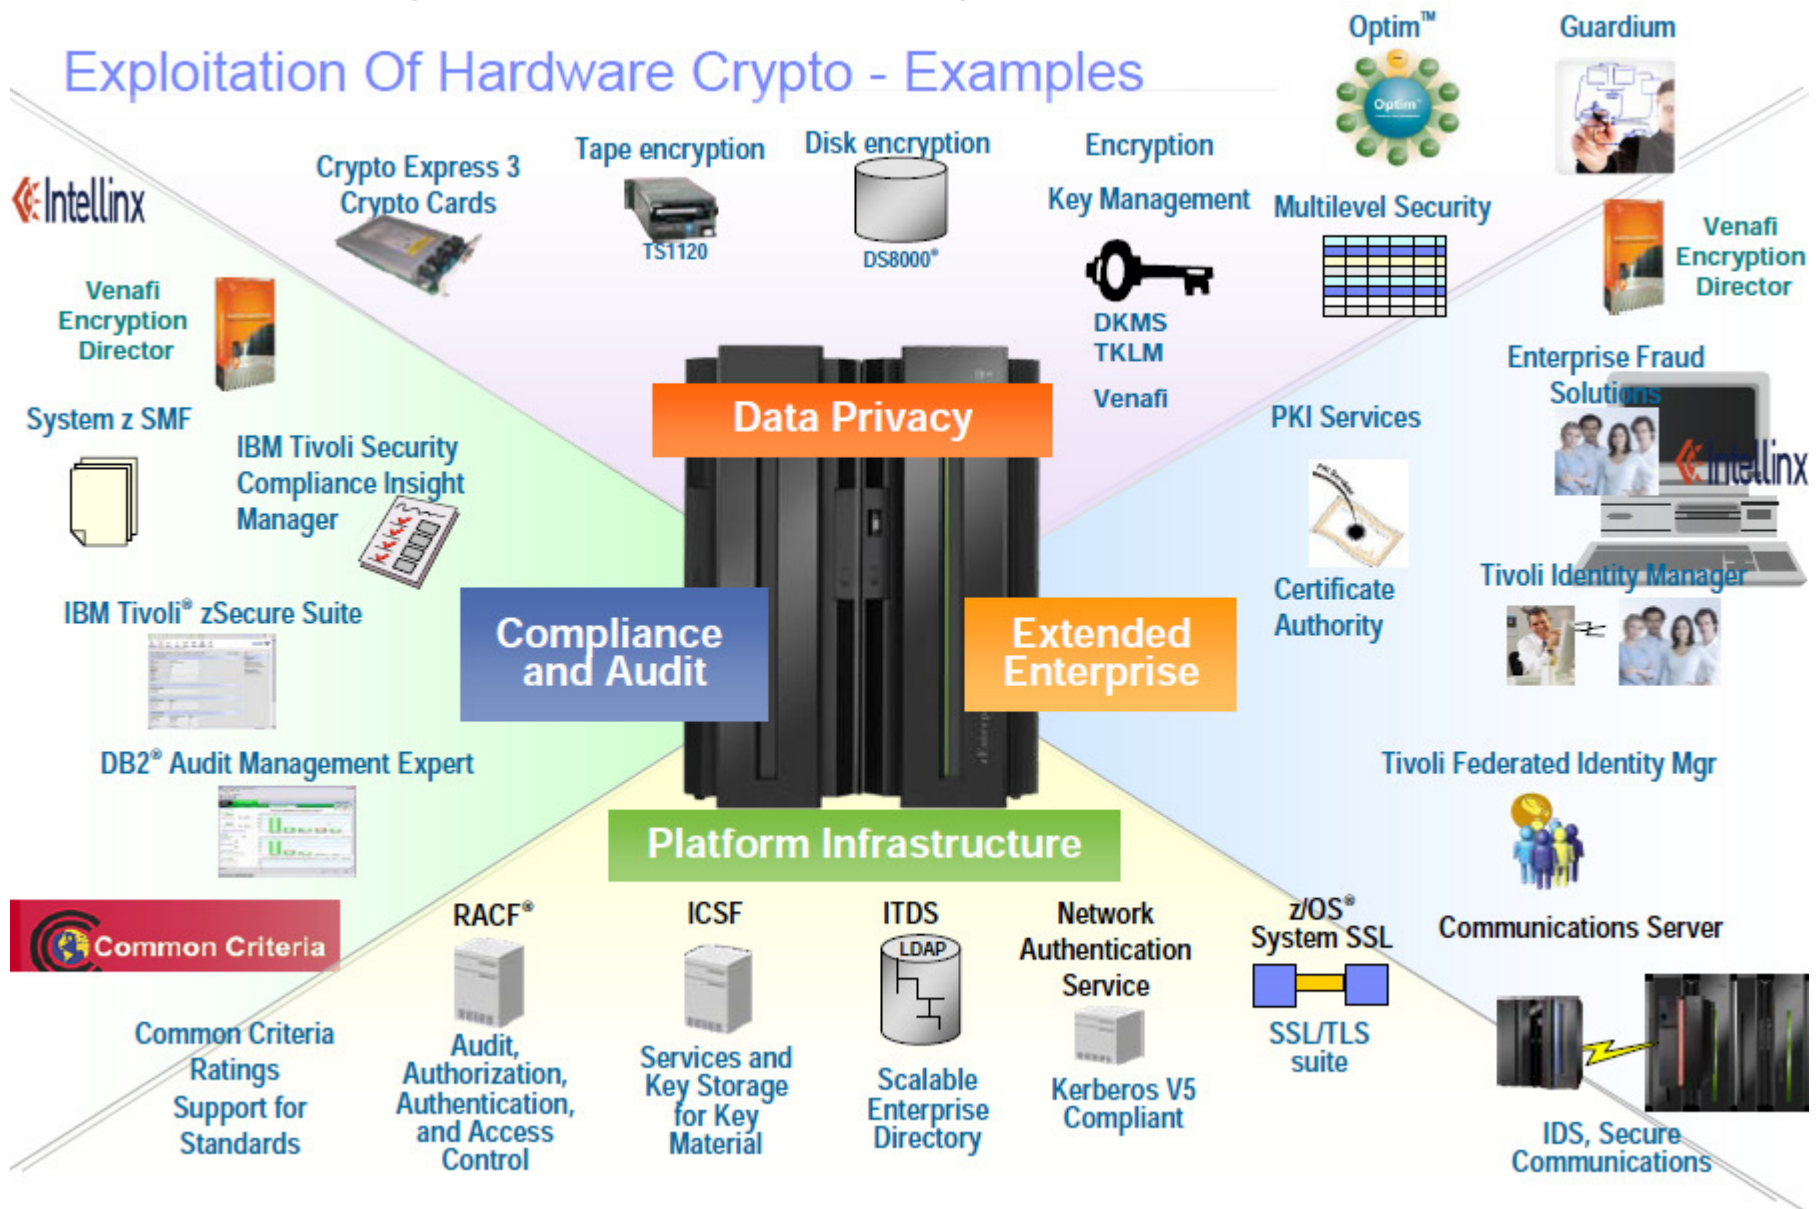 Exploitation Of Hardware Crypto - Examples
Optim™
Guardium
Optim™
Intellinx
Crypto Express 3
Crypto Cards
Tape encryption
TS1120
Disk encryption
DS8000®
Encryption
Key Management
DKMS
TKLM
Venafi
Multilevel Security
Venafi
Encryption
Director
Venafi
Encryption
Director
System z SMF
IBM Tivoli Security
Compliance Insight
Manager
IBM Tivoli® zSecure Suite
DB2® Audit Management Expert
Data Privacy
Compliance
and Audit
Extended
Enterprise
Platform Infrastructure
Enterprise Fraud
Solutions
Intellinx
PKI Services
PKI Services
Certificate
Authority
Tivoli Identity Manager
Tivoli Federated Identity Mgr
Communications Server
IDS, Secure
Communications
Common Criteria
Common Criteria
Ratings
Support for
Standards
RACF®
Audit,
Authorization,
Authentication,
and Access
Control
ICSF
Services and
Key Storage
for Key
Material
ITDS
LDAP
Scalable
Enterprise
Directory
Network
Authentication
Service
Kerberos V5
Compliant
z/OS®
System SSL
SSL/TLS
suite